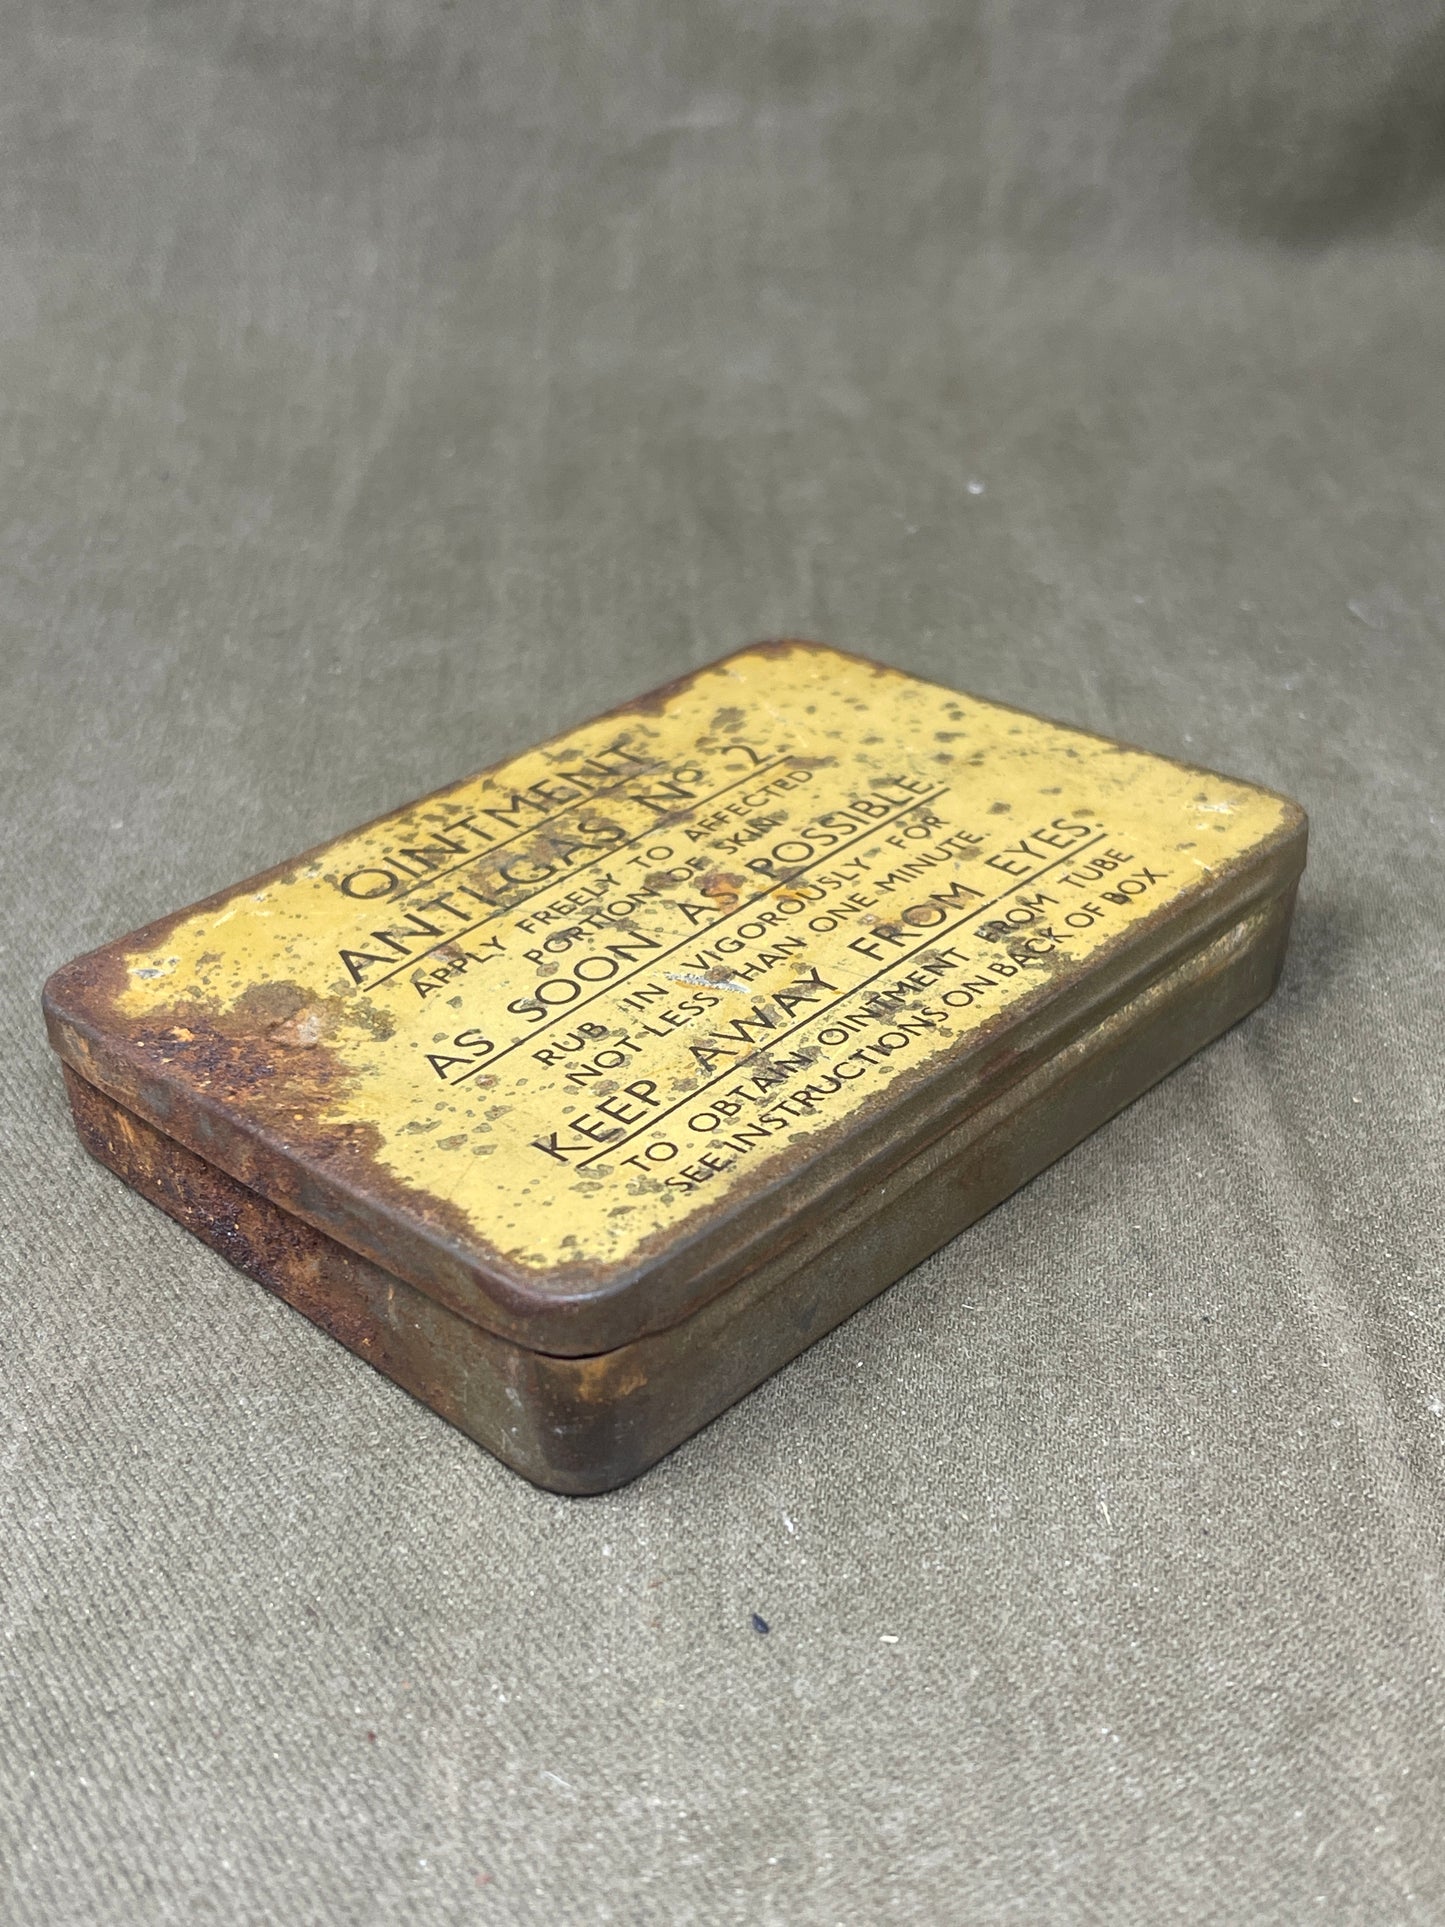 OINTMENT
ANTI-GAS Nº 2
APPLY FREELY TO AFFECTED
PORTION OF SKIN
AS SOON AS POSSIBLE.
RUB IN VIGOROUSLY FOR
NOT LESS THAN ONE MINUTE.
KEEP AWAY FROM EYES.
TO OBTAIN OINTMENT FROM TUBE
SEE INSTRUCTIONS ON BACK OF BOX